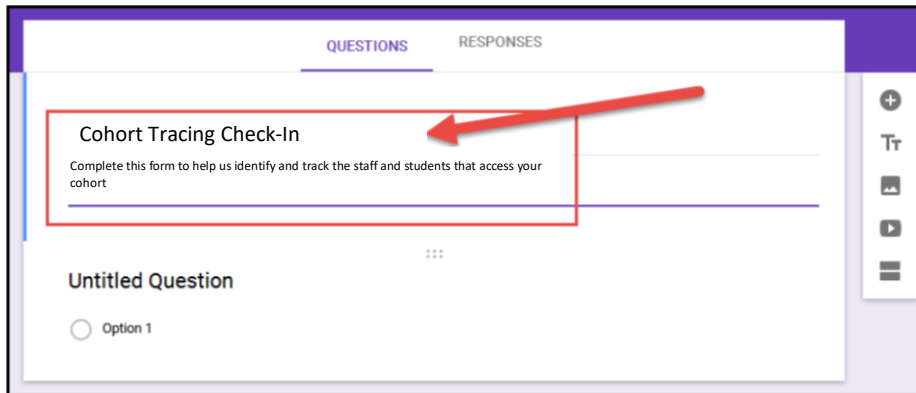 QUESTIONS RESPONSES
Cohort Tracing Check-In
Complete this form to help us identify and track the staff and students that access your
cohort
Untitled Question
Option 1
Tт